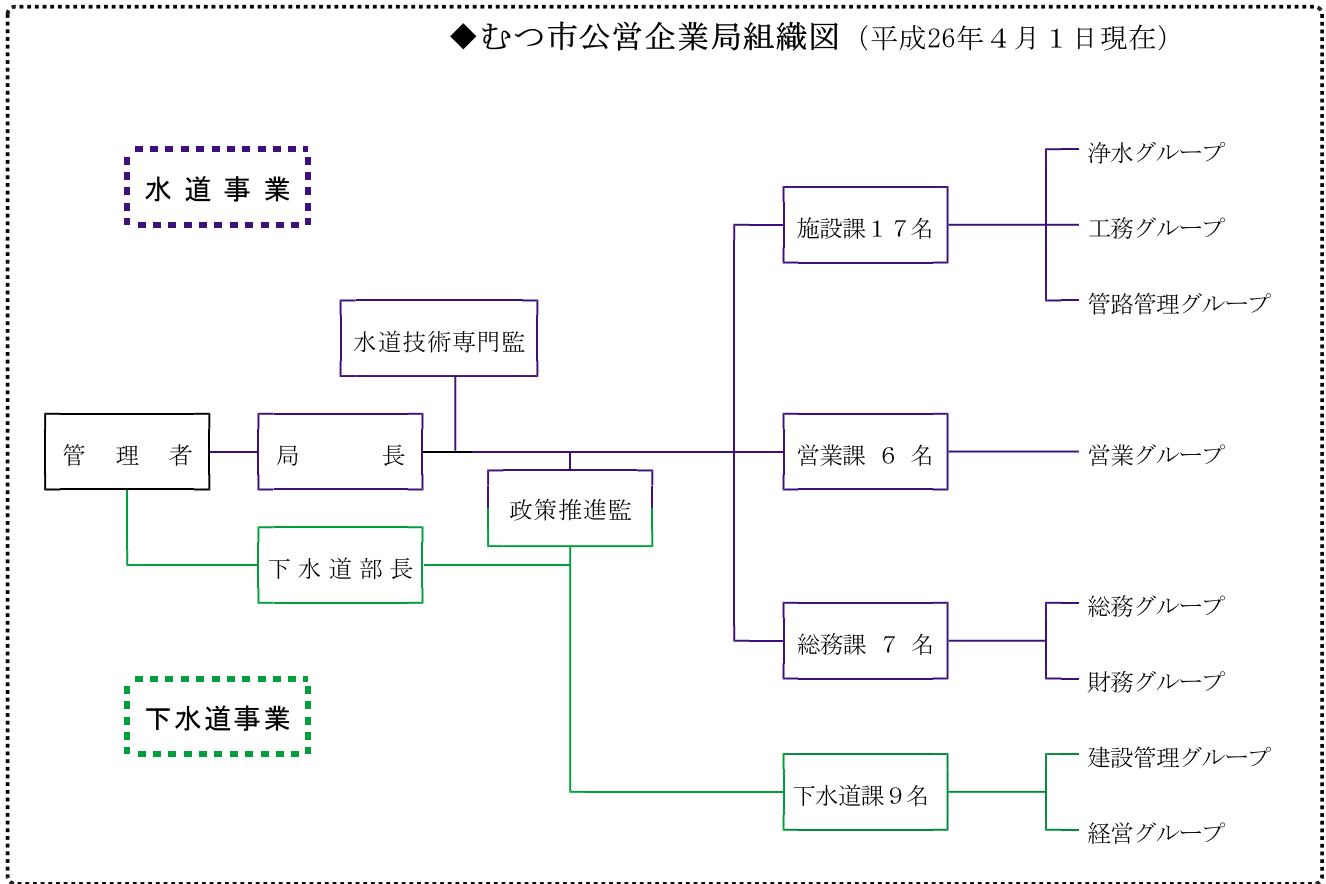 ◆むつ市公営企業局組織図（平成26年４月１日現在）
水道事業
浄水グループ
施設課１７名
工務グループ
管路管理グループ
水道技術専門監
管理者
局長
営業課６名
営業グループ
政策推進監
下水道部長
総務グループ
総務課７名
財務グループ
下水道事業
建設管理グループ
下水道課９名
経営グループ